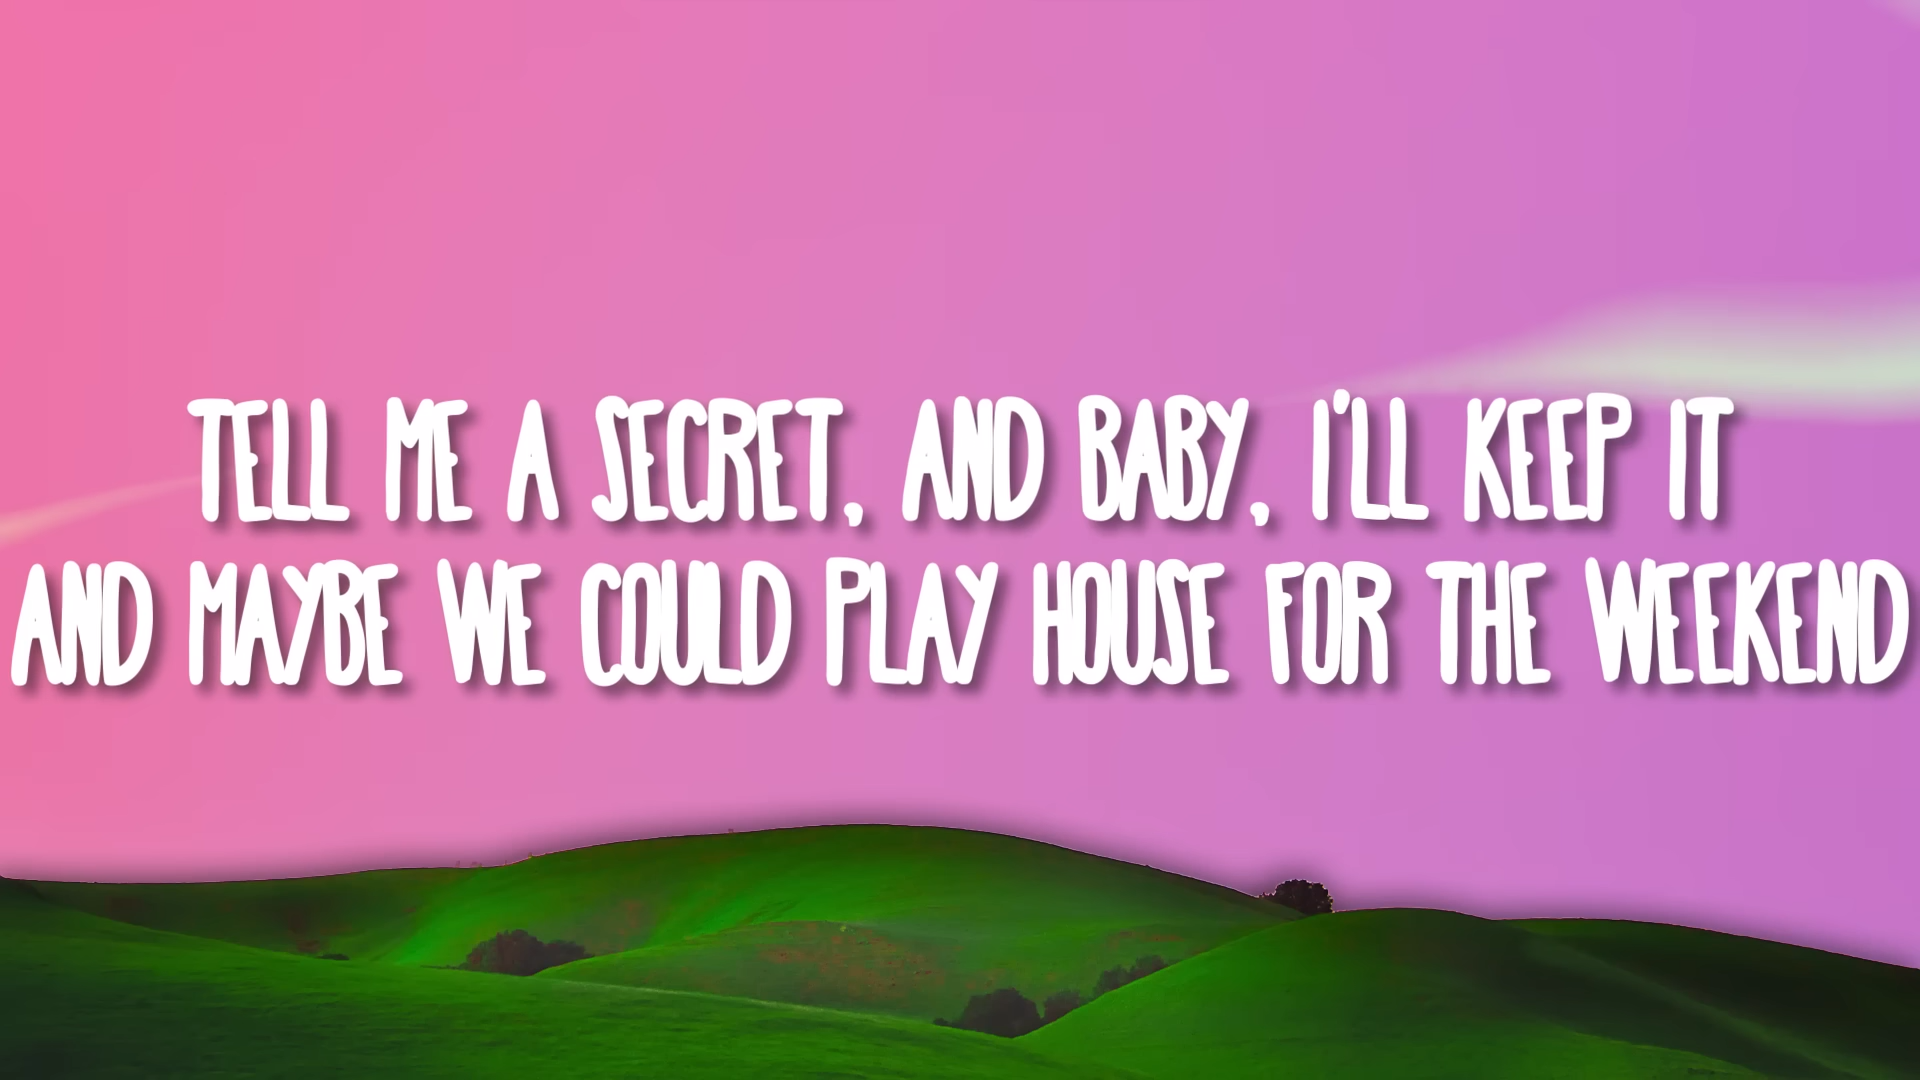 TELL ME A SECRET, AND BABY, I'LL KEEP IT
AND MAYBE WE COULD PLAY HOUSE FOR THE WEEKEND